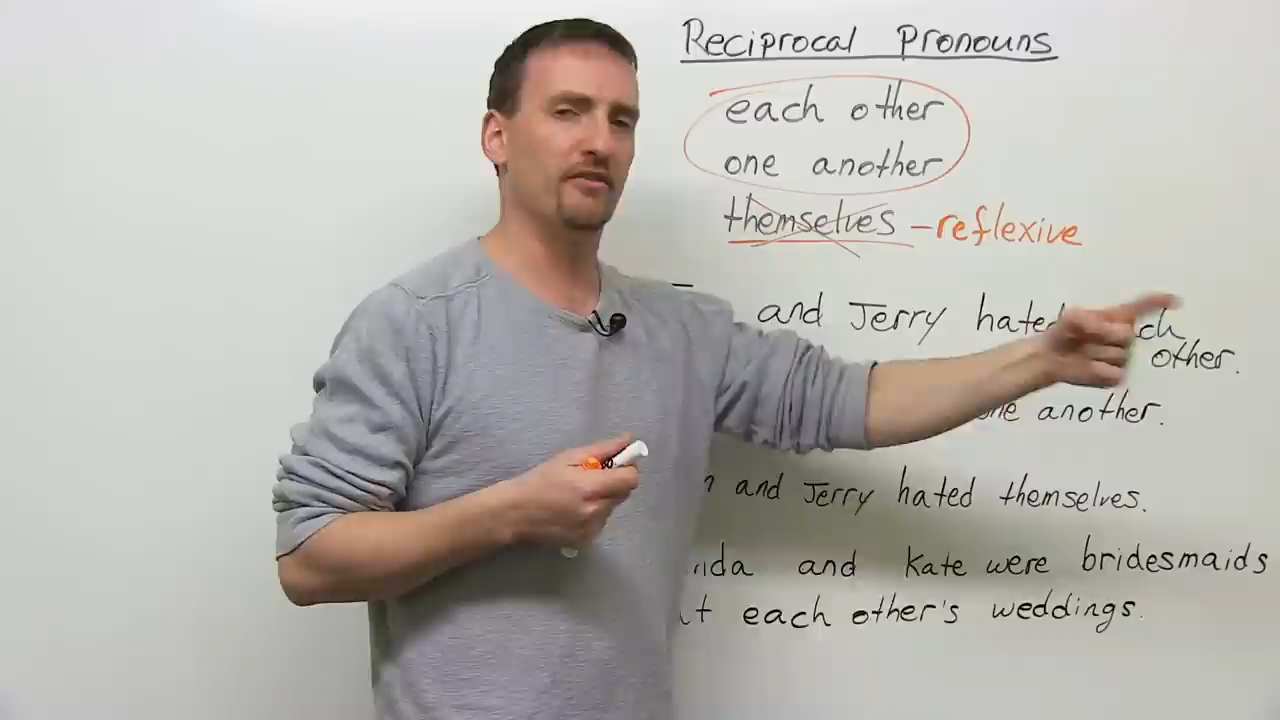 Reciprocal Pronouns
each other
one another
themselves - reflexive
and Jerry hated
other.
one another.
and Jerry hated themselves.
and Kate were bridesmaids
at each other's weddings.